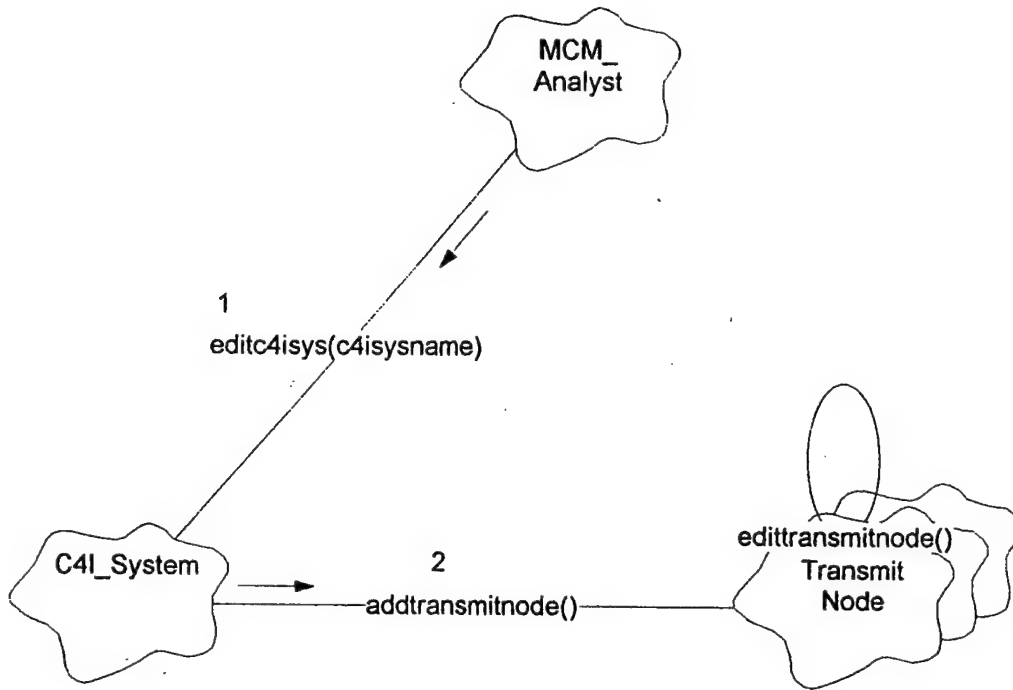 MCM_
Analyst
1
editc4isys(c4isysname)
C4I_System
2
addtransmitnode()
edittransmitnode()
Transmit
Node